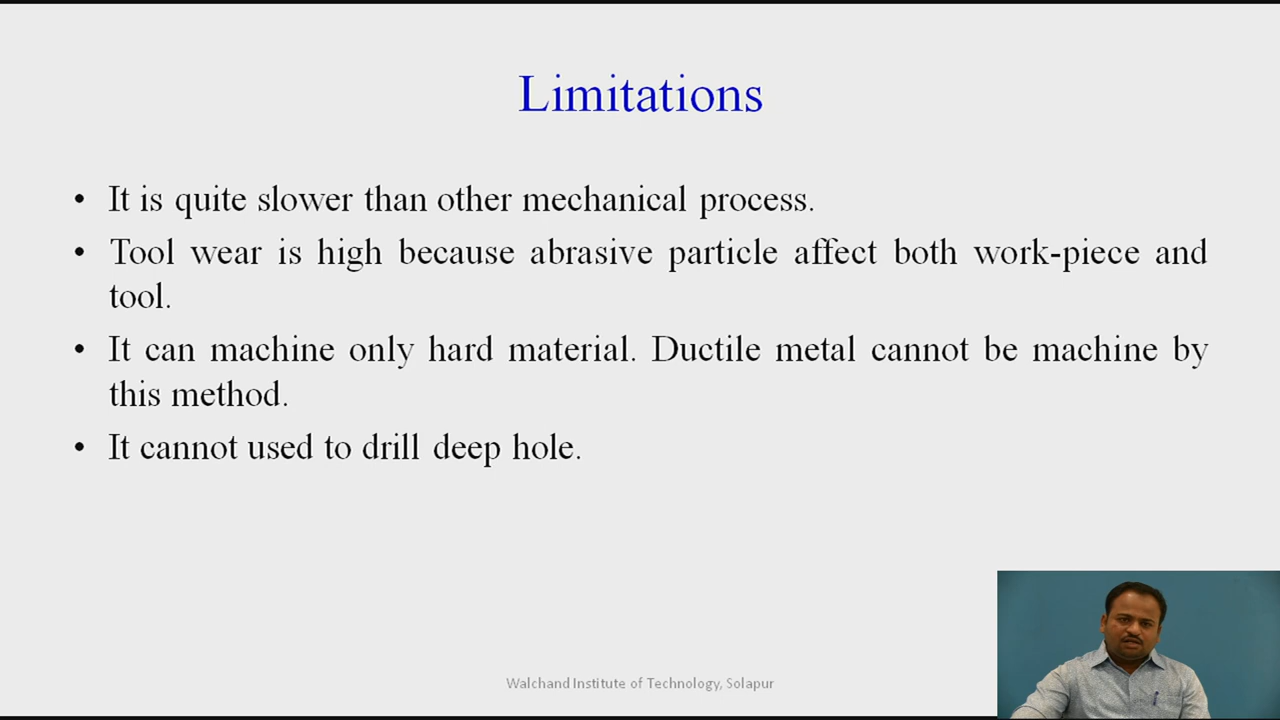 Limitations
• It is quite slower than other mechanical process.
• Tool wear is high because abrasive particle affect both work-piece and
tool.
• It can machine only hard material. Ductile metal cannot be machine by
this method.
• It cannot used to drill deep hole.
Walchand Institute of Technology, Solapur